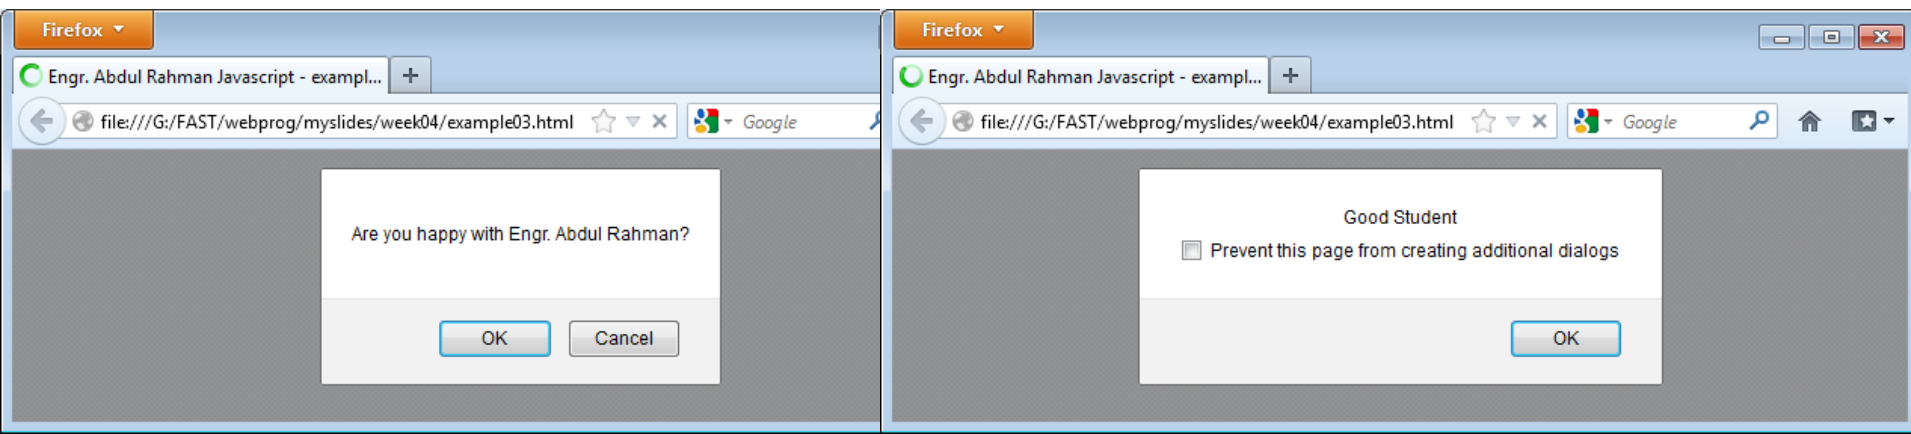 Firefox
Engr. Abdul Rahman Javascript - exampl...
file:///G:/FAST/webprog/myslides/week04/example03.html
Google
Are you happy with Engr. Abdul Rahman?
OK
Cancel
Firefox
Engr. Abdul Rahman Javascript - exampl...
file:///G:/FAST/webprog/myslides/week04/example03.html
Google
Good Student
Prevent this page from creating additional dialogs
OK